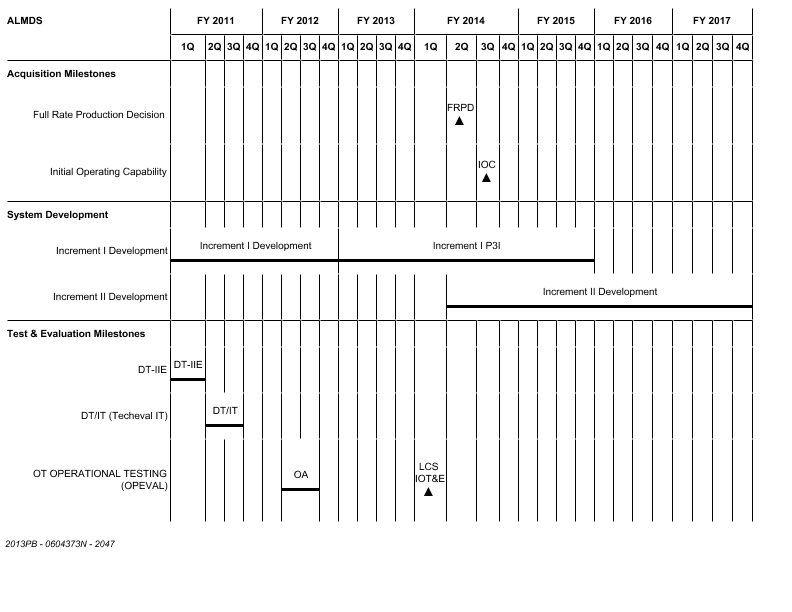 ALMDS FY 2011 FY 2012 FY 2013 FY 2014 FY 2015 FY 2016 FY 2017
1Q 2Q 3Q 4Q 1Q 2Q 3Q 4Q 1Q 2Q 3Q 4Q 1Q 2Q 3Q 4Q 1Q 2Q 3Q 4Q 1Q 2Q 3Q 4Q 1Q 2Q 3Q 4Q
Acquisition Milestones
FRPD
Full Rate Production Decision
IOC
Initial Operating Capability
System Development
Increment I Development Increment I P3I
Increment I Development
Increment II Development
Increment II Development
Test & Evaluation Milestones
DT-IIE
DT-IIE
DT/IT
DT/IT (Techeval IT)
LCS
OT OPERATIONAL TESTING OA IOT&E
(OPEVAL)
2013PB - 0604373N - 2047